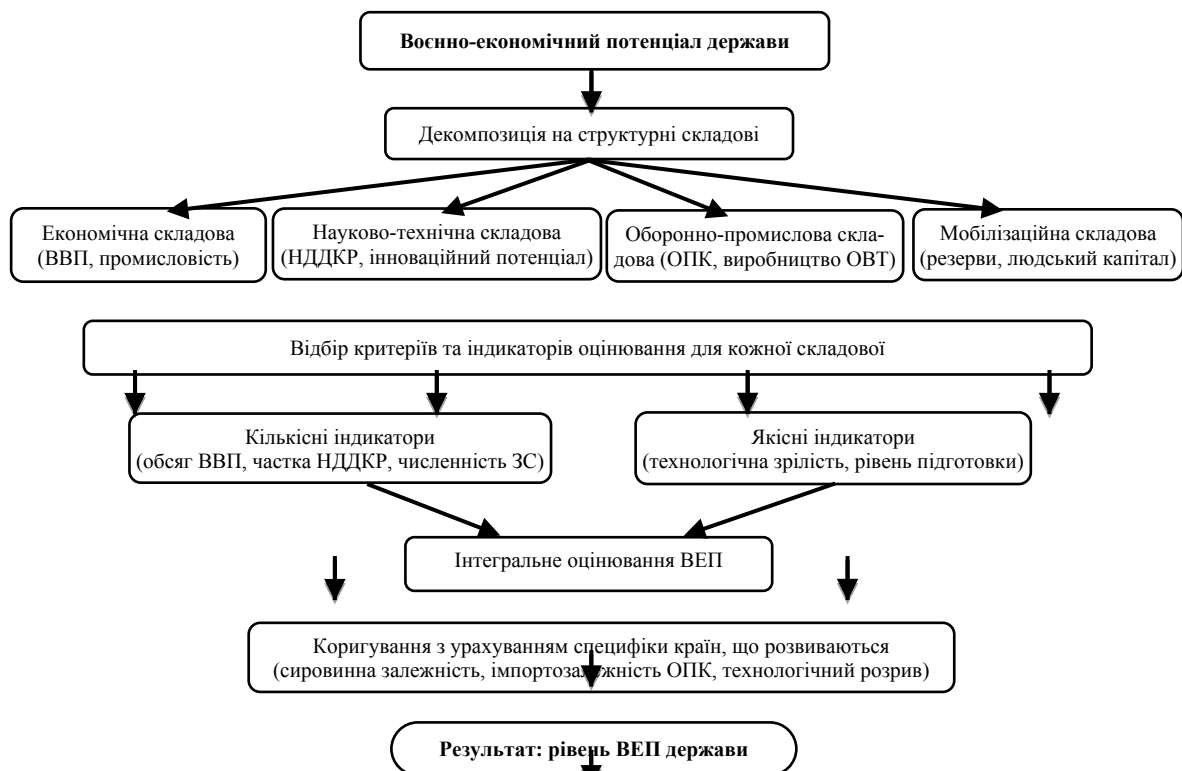 Воєнно-економічний потенціал держави
Декомпозиція на структурні складові
Економічна складова
(ВВП, промисловість)
Науково-технічна складова
(НДДКР, інноваційний потенціал)
Оборонно-промислова скла-
дова (ОПК, виробництво ОВТ)
Мобілізаційна складова
(резерви, людський капітал)
Відбір критеріїв та індикаторів оцінювання для кожної складової
Кількісні індикатори
(обсяг ВВП, частка НДДКР, численність ЗС)
Якісні індикатори
(технологічна зрілість, рівень підготовки)
Інтегральне оцінювання ВЕП
Коригування з урахуванням специфіки країн, що розвиваються
(сировинна залежність, імпортозалежність ОПК, технологічний розрив)
Результат: рівень ВЕП держави